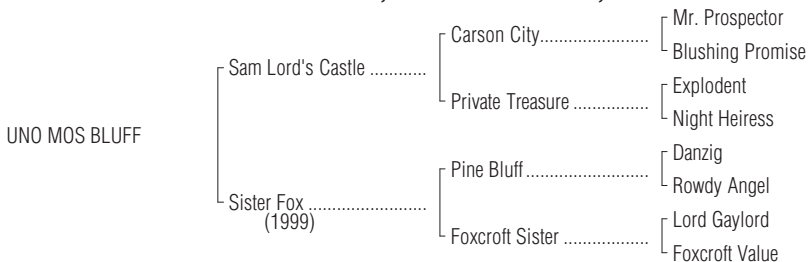 Mr. Prospector
Carson City......................
Blushing Promise
Sam Lord's Castle ............
Explodent
Private Treasure ................
Night Heiress
UNO MOS BLUFF
Danzig
Pine Bluff..........................
Rowdy Angel
Sister Fox .........................
(1999)
Lord Gaylord
Foxcroft Sister ..................
Foxcroft Value